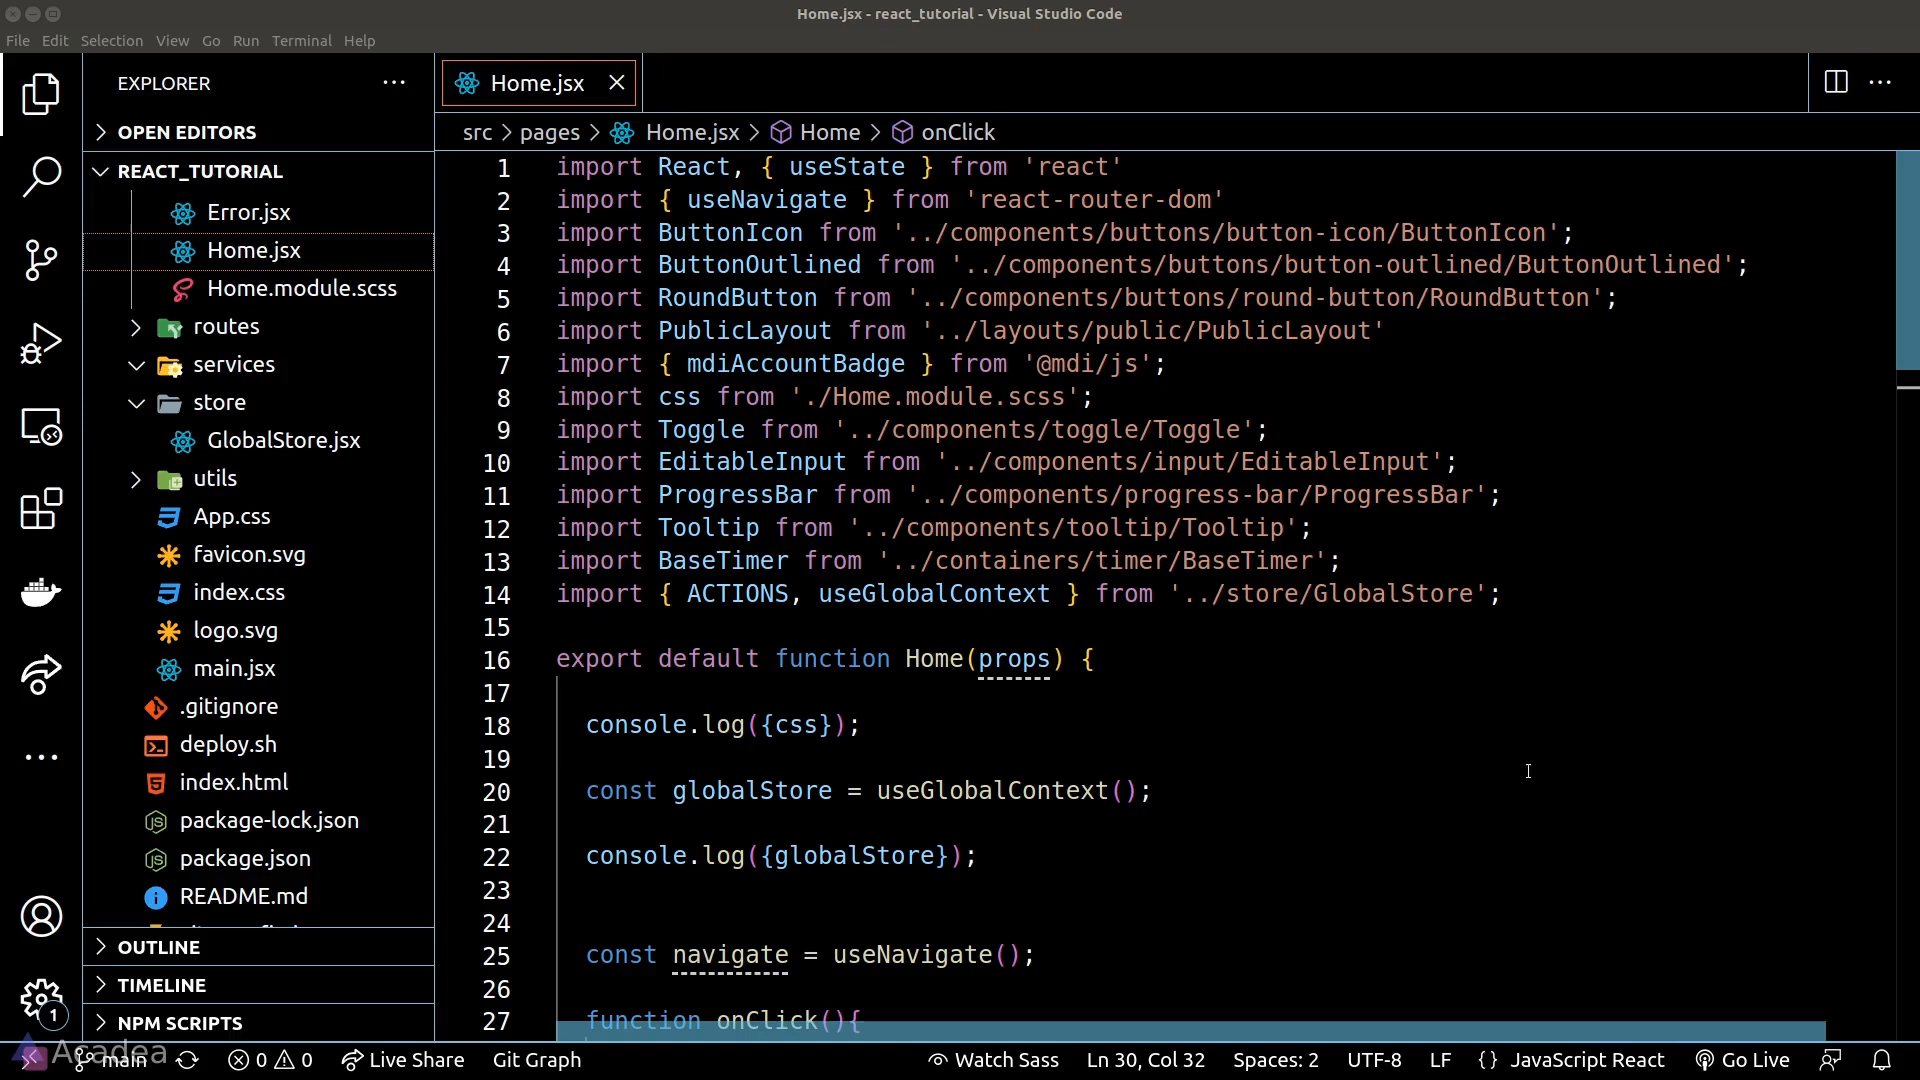 Home.jsx - react_tutorial - Visual Studio Code
File Edit Selection View Go Run Terminal Help
EXPLORER
OPEN EDITORS
REACT_TUTORIAL
Error.jsx
Home.jsx
Home.module.scss
routes
services
store
GlobalStore.jsx
utils
App.css
favicon.svg
index.css
logo.svg
main.jsx
.gitignore
deploy.sh
index.html
package-lock.json
package.json
README.md
OUTLINE
TIMELINE
NPM SCRIPTS
1
Home.jsx
src > pages > Home.jsx > Home > onClick
1 import React, { useState } from 'react'
2 import { useNavigate } from 'react-router-dom'
3 import ButtonIcon from '../components/buttons/button-icon/ButtonIcon';
4 import ButtonOutlined from '../components/buttons/button-outlined/ButtonOutlined';
5 import RoundButton from '../components/buttons/round-button/RoundButton';
6 import PublicLayout from '../layouts/public/PublicLayout'
7 import { mdiAccountBadge } from '@mdi/js';
8 import css from './Home.module.scss';
9 import Toggle from '../components/toggle/Toggle';
10 import EditableInput from '../components/input/EditableInput';
11 import ProgressBar from '../components/progress-bar/ProgressBar';
12 import Tooltip from '../components/tooltip/Tooltip';
13 import BaseTimer from '../containers/timer/BaseTimer';
14 import { ACTIONS, useGlobalContext } from '../store/GlobalStore';
15
16 export default function Home(props) {
17
18 console.log({css});
19
20 const globalStore = useGlobalContext();
21
22 console.log({globalStore});
23
24
25 const navigate = useNavigate();
26
27 function onClick(){
Acadea
main 0 0 Live Share Git Graph Watch Sass Ln 30, Col 32 Spaces: 2 UTF-8 LF {} JavaScript React Go Live